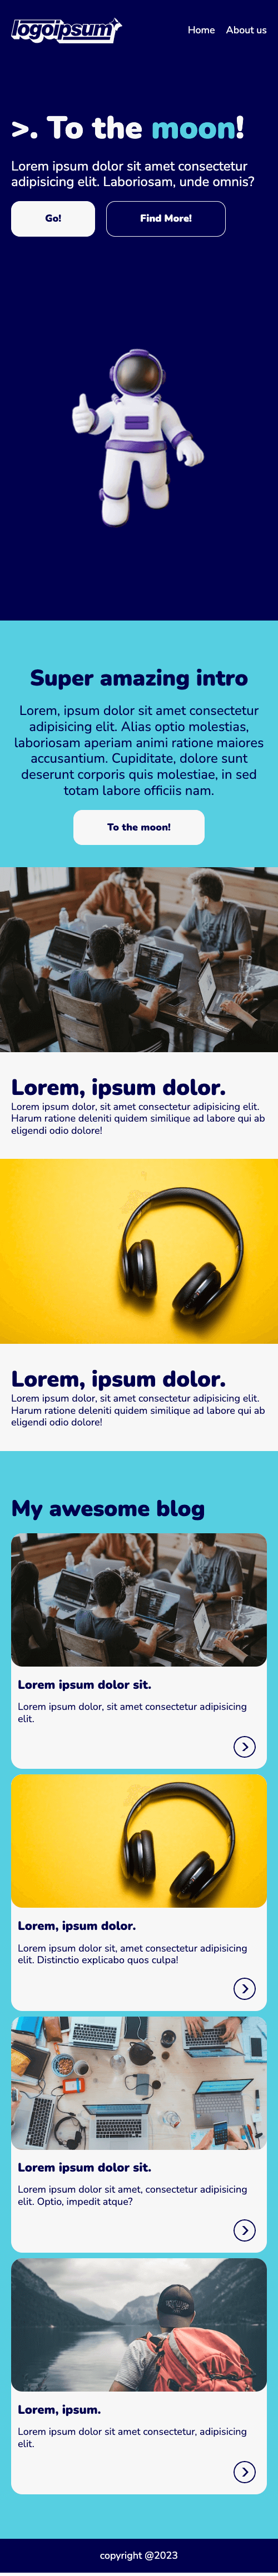 logoipsum
Home About us
>. To the moon!
Lorem ipsum dolor sit amet consectetur
adipisicing elit. Laboriosam, unde omnis?
Go! Find More!
Super amazing intro
Lorem, ipsum dolor sit amet consectetur
adipisicing elit. Alias optio molestias,
laboriosam aperiam animi ratione maiores
accusantium. Cupiditate, dolore sunt
deserunt corporis quis molestiae, in sed
totam labore officiis nam.
To the moon!
Lorem, ipsum dolor.
Lorem ipsum dolor, sit amet consectetur adipisicing elit.
Harum ratione deleniti quidem similique ad labore qui ab
eligendi odio dolore!
Lorem, ipsum dolor.
Lorem ipsum dolor, sit amet consectetur adipisicing elit.
Harum ratione deleniti quidem similique ad labore qui ab
eligendi odio dolore!
My awesome blog
Lorem ipsum dolor sit.
Lorem ipsum dolor, sit amet consectetur adipisicing
elit.
Lorem, ipsum dolor.
Lorem ipsum dolor sit, amet consectetur adipisicing
elit. Distinctio explicabo quos culpa!
Lorem ipsum dolor sit.
Lorem ipsum dolor sit amet, consectetur adipisicing
elit. Optio, impedit atque?
Lorem, ipsum.
Lorem ipsum dolor sit amet consectetur, adipisicing
elit.
copyright @2023